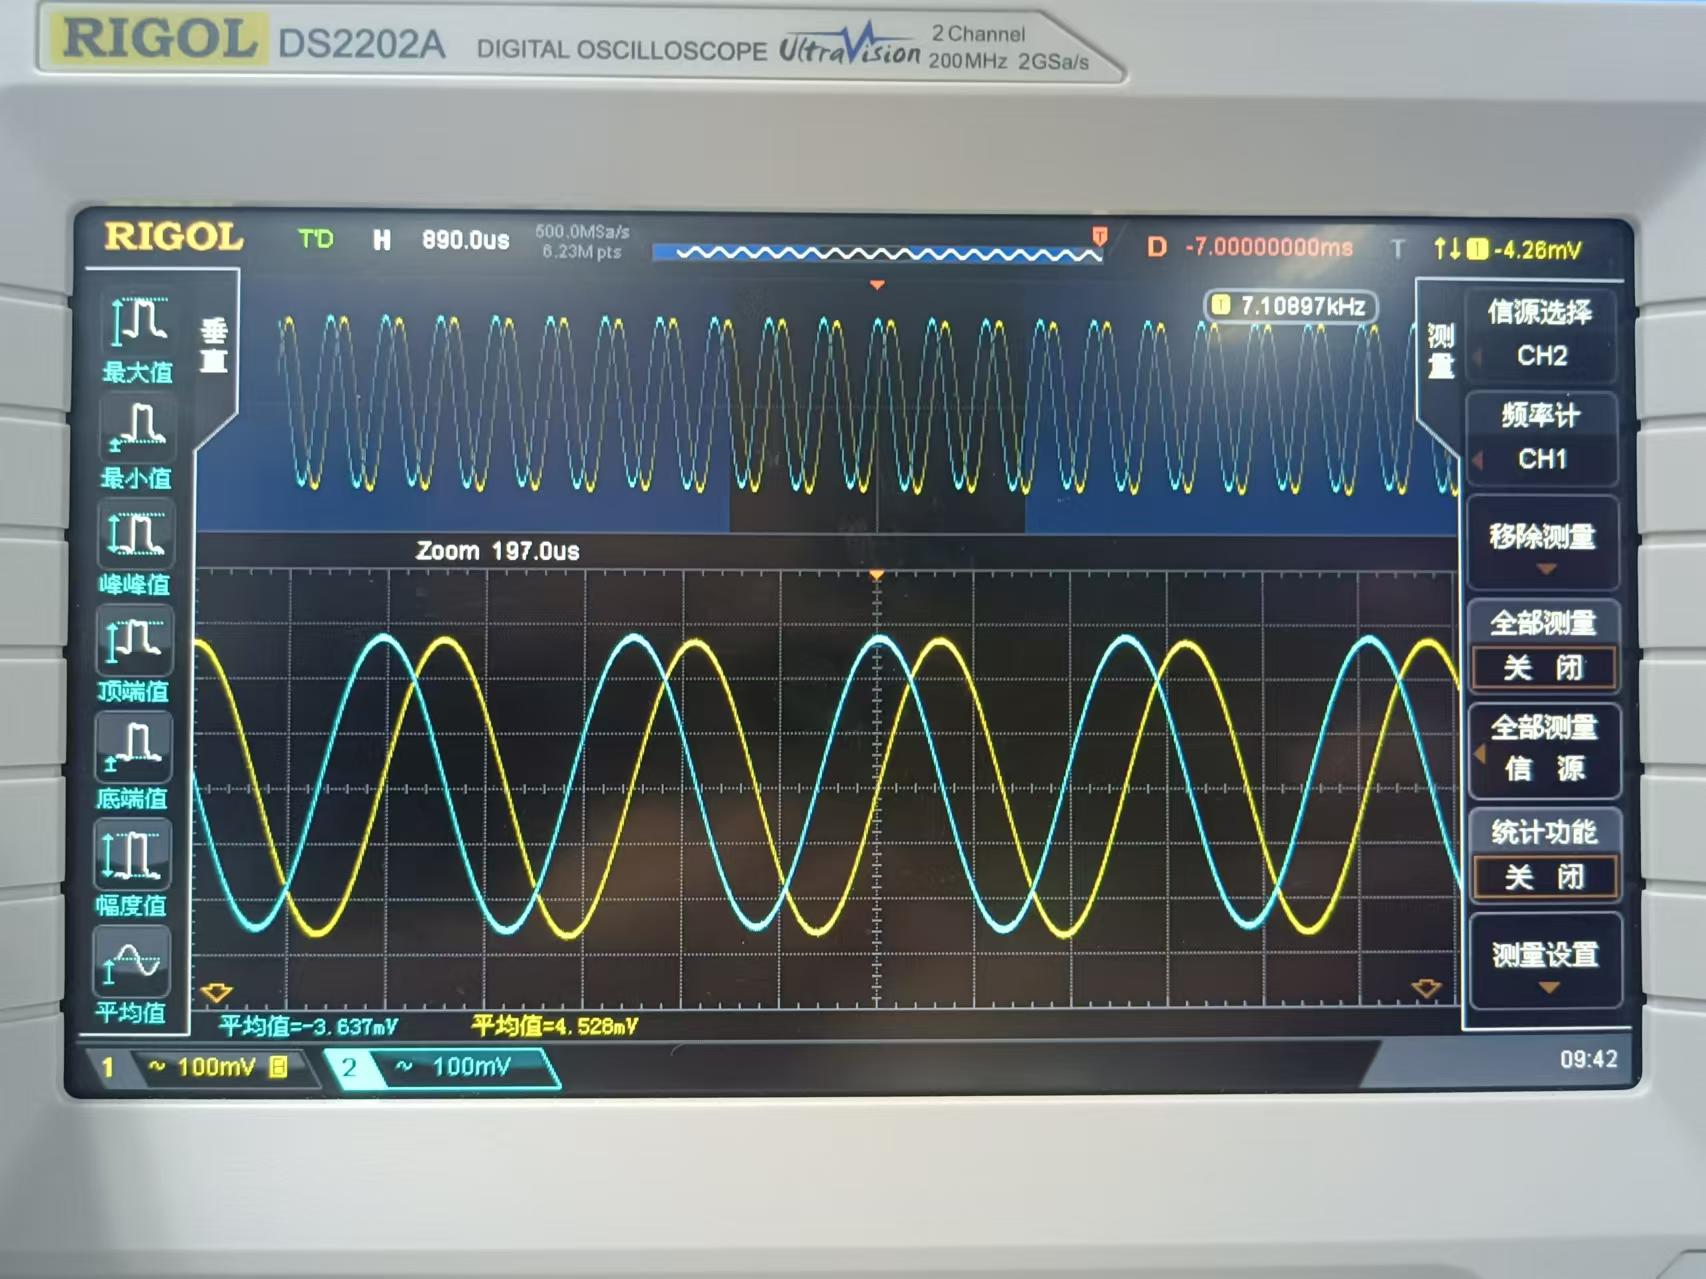 RIGOL DS2202A DIGITAL OSCILLOSCOPE UltraVision 2 Channel
200MHz 2GSa/s
RIGOL T'D H 890.0us 500.0MSa/s
6.23M pts
T
D -7.00000000ms T 1 -4.26mV
垂直
最大值
最小值
峰峰值
顶端值
底端值
幅度值
平均值
1 7.10897kHz
Zoom 197.0us
测量
信源选择
CH2
频率计
CH1
移除测量
全部测量
关 闭
全部测量
信 源
统计功能
关 闭
测量设置
平均值=-3.637mV 平均值=4.528mV
1 ~ 100mV B 2 ~ 100mV
09:42